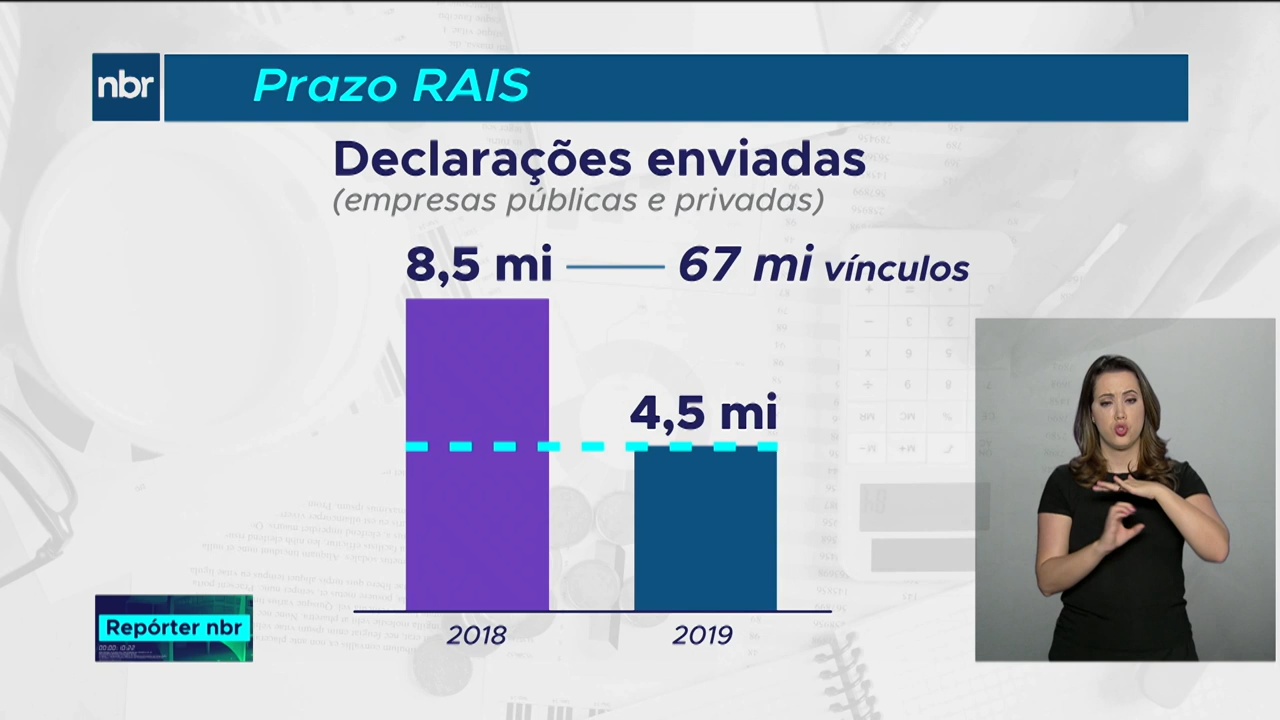 nbr
Prazo RAIS
Declarações enviadas
(empresas públicas e privadas)
8,5 mi
67 mi vínculos
4,5 mi
2018
2019
Repórter nbr